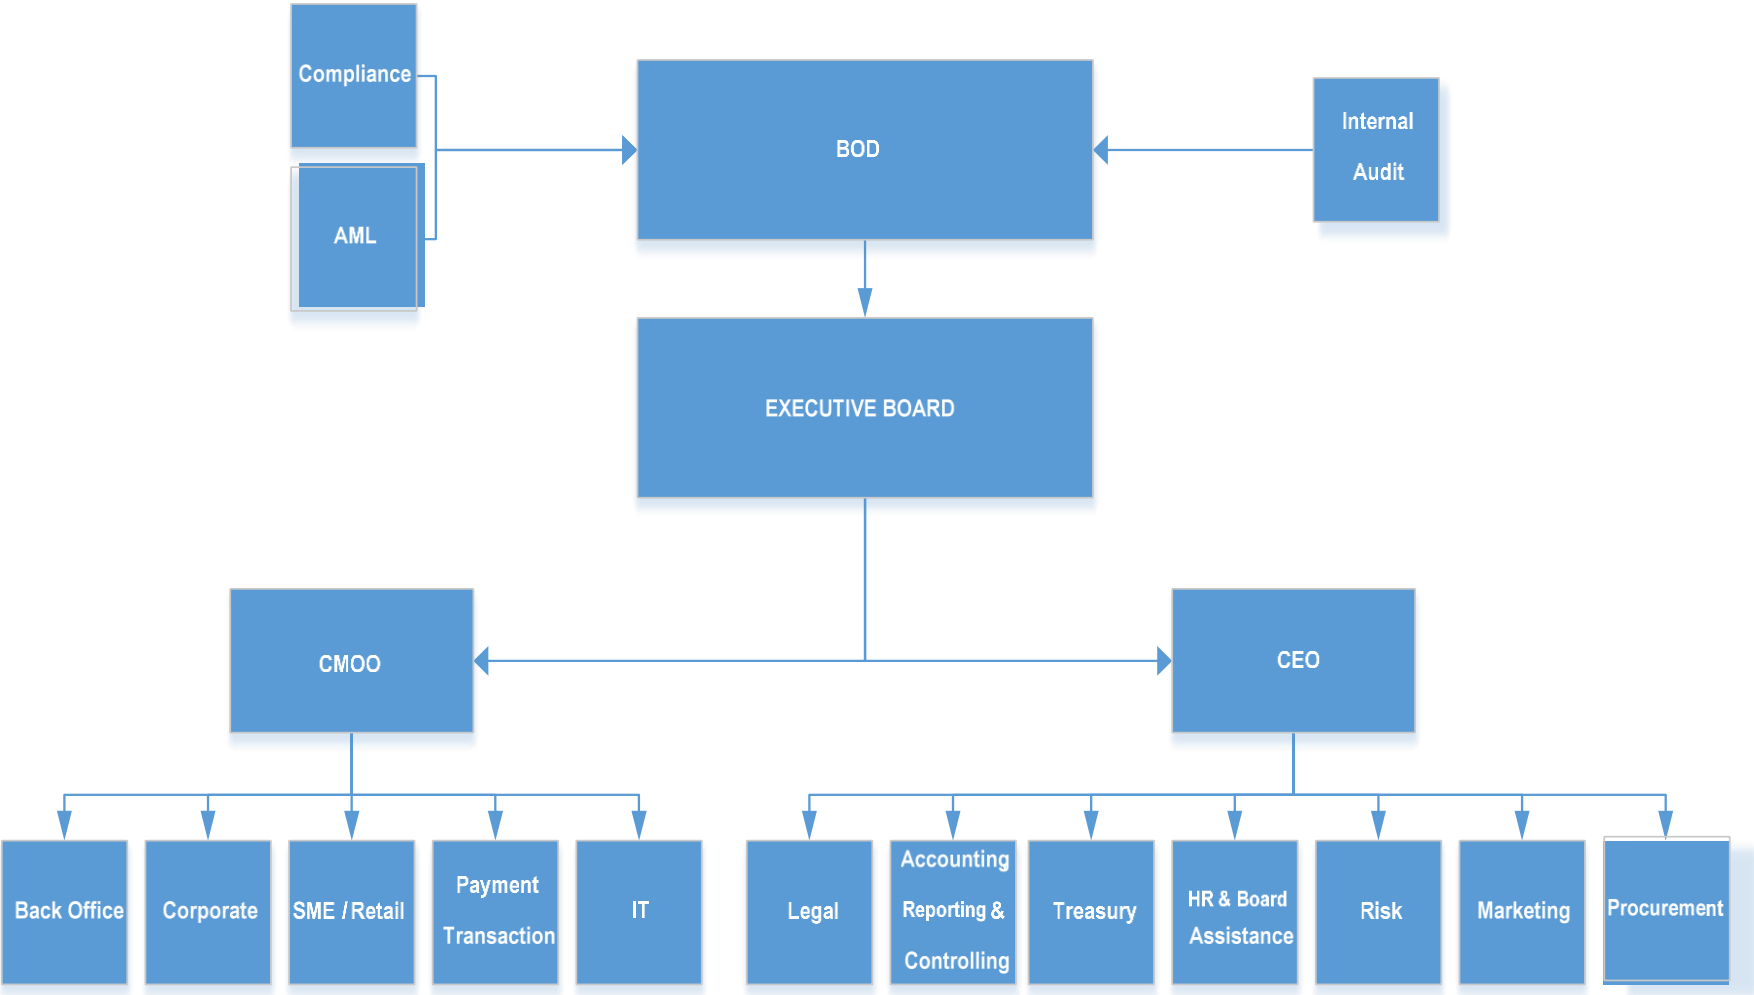 Compliance
BOD
Internal
Audit
AML
EXECUTIVE BOARD
CMOO
CEO
Back Office
Corporate
SME / Retail
Payment
Transaction
IT
Legal
Accounting
Reporting &
Controlling
Treasury
HR & Board
Assistance
Risk
Marketing
Procurement